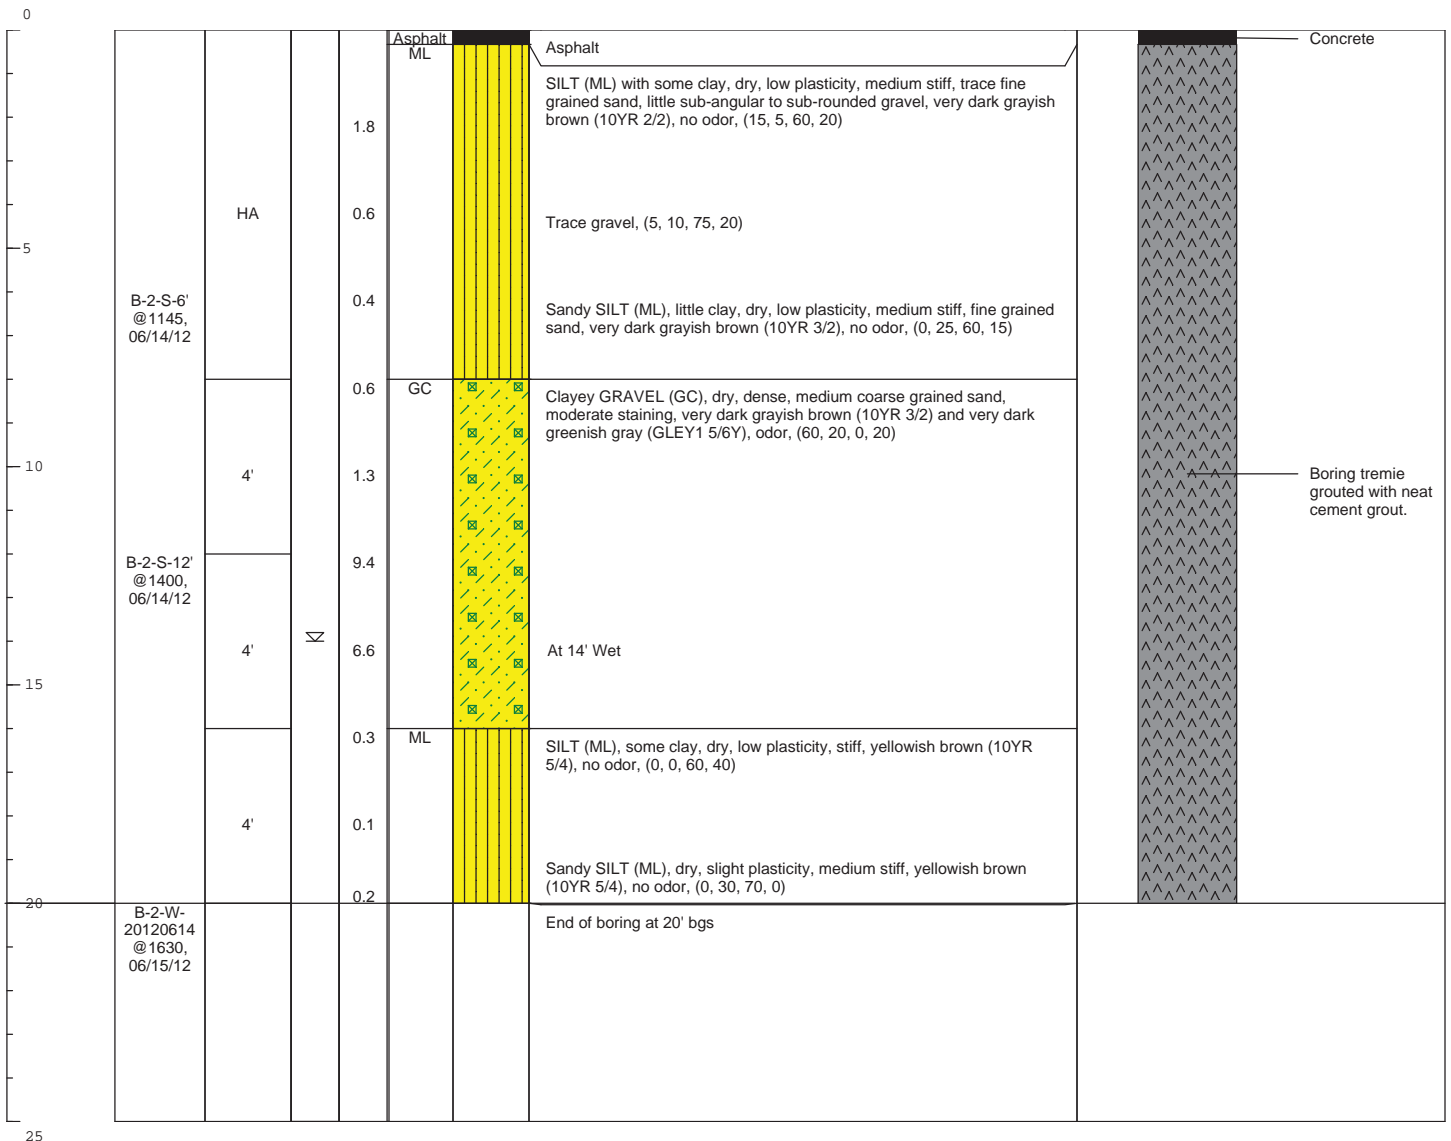 0
Asphalt
ML
Asphalt
Concrete
SILT (ML) with some clay, dry, low plasticity, medium stiff, trace fine
grained sand, little sub-angular to sub-rounded gravel, very dark grayish
brown (10YR 2/2), no odor, (15, 5, 60, 20)
1.8
HA
0.6
Trace gravel, (5, 10, 75, 20)
5
B-2-S-6'
@1145,
06/14/12
0.4
Sandy SILT (ML), little clay, dry, low plasticity, medium stiff, fine grained
sand, very dark grayish brown (10YR 3/2), no odor, (0, 25, 60, 15)
0.6
GC
Clayey GRAVEL (GC), dry, dense, medium coarse grained sand,
moderate staining, very dark grayish brown (10YR 3/2) and very dark
greenish gray (GLEY1 5/6Y), odor, (60, 20, 0, 20)
10
4'
1.3
Boring tremie
grouted with neat
cement grout.
B-2-S-12'
@1400,
06/14/12
9.4
4'
6.6
At 14' Wet
15
0.3
ML
SILT (ML), some clay, dry, low plasticity, stiff, yellowish brown (10YR
5/4), no odor, (0, 0, 60, 40)
4'
0.1
Sandy SILT (ML), dry, slight plasticity, medium stiff, yellowish brown
(10YR 5/4), no odor, (0, 30, 70, 0)
0.2
20
B-2-W-
20120614
@1630,
06/15/12
End of boring at 20' bgs
25